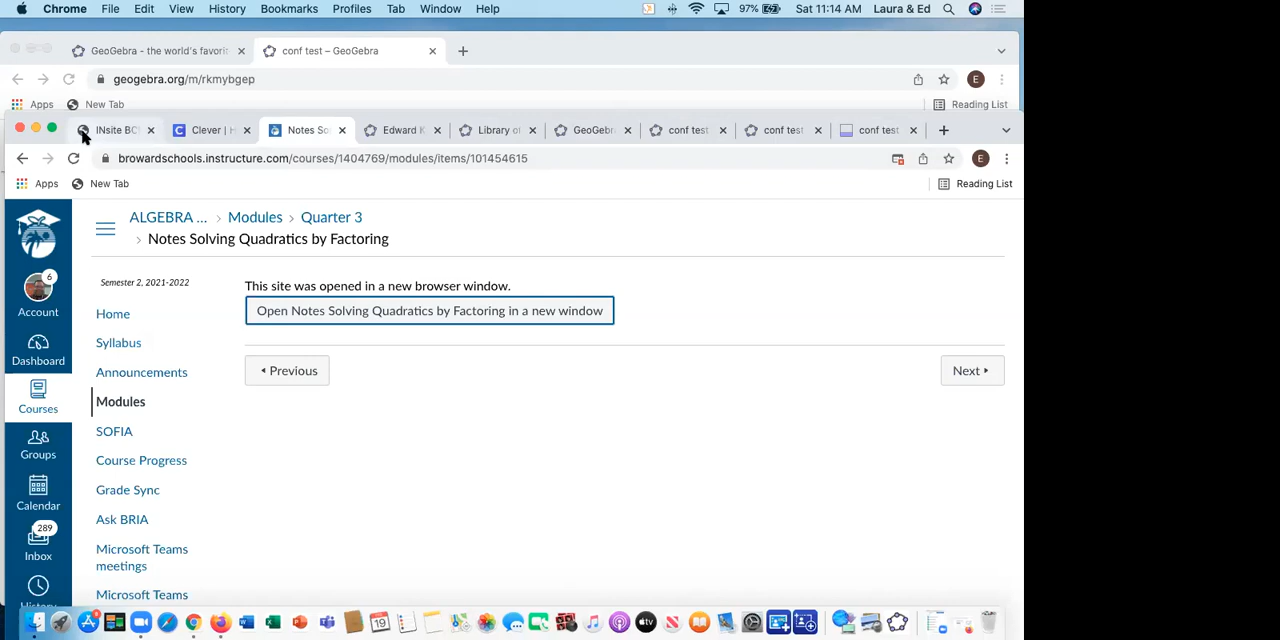 Chrome File Edit View History Bookmarks Profiles Tab Window Help 97% Sat 11:14 AM Laura & Ed
GeoGebra - the world's favorit conf test – GeoGebra
geogebra.org/m/rkmybgep E
Apps New Tab Reading List
INsite BC Clever | H Notes So Edward K Library of GeoGebr conf test conf test conf test
browardschools.instructure.com/courses/1404769/modules/items/101454615 E
Apps New Tab Reading List
ALGEBRA ... > Modules > Quarter 3
> Notes Solving Quadratics by Factoring
6
Account
Dashboard
Courses
Groups
Calendar
289
Inbox
Semester 2, 2021-2022
Home
Syllabus
Announcements
Modules
SOFIA
Course Progress
Grade Sync
Ask BRIA
Microsoft Teams
meetings
Microsoft Teams
This site was opened in a new browser window.
Open Notes Solving Quadratics by Factoring in a new window
Previous Next
19